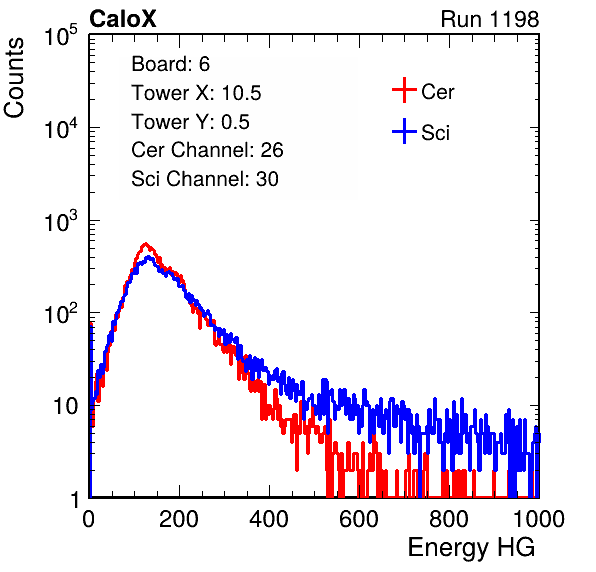 CaloX Run 1198
Counts
10^5
10^4
10^3
10^2
10
1
Board: 6
Tower X: 10.5
Tower Y: 0.5
Cer Channel: 26
Sci Channel: 30
Cer
Sci
0 200 400 600 800 1000
Energy HG